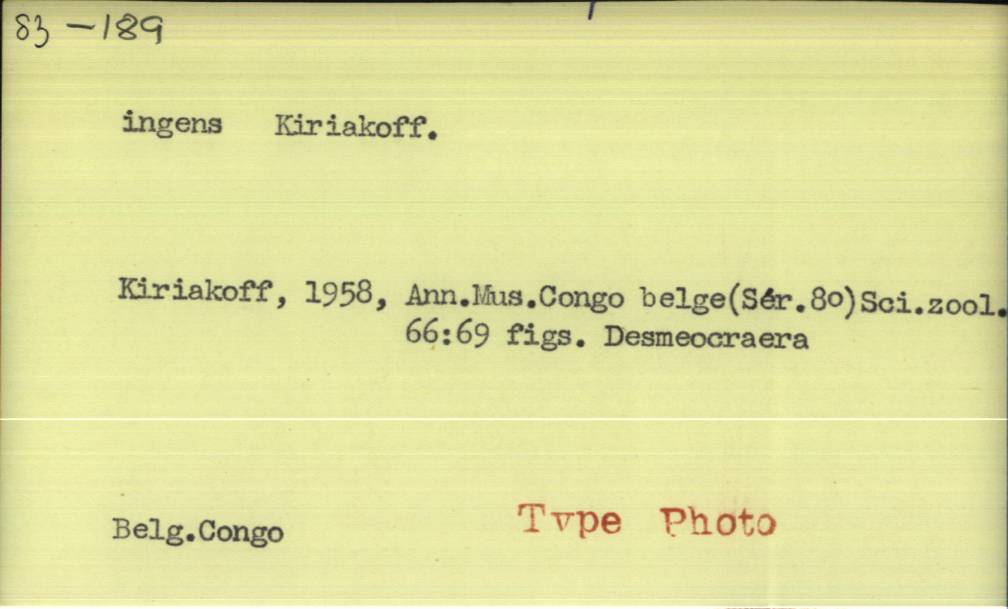 83 - 189
ingens Kiriakoff.
Kiriakoff, 1958, Ann.Mus.Congo belge(Sér.8o)Sci.zool.
66:69 figs. Desmeocraera
Belg.Congo
Type Photo